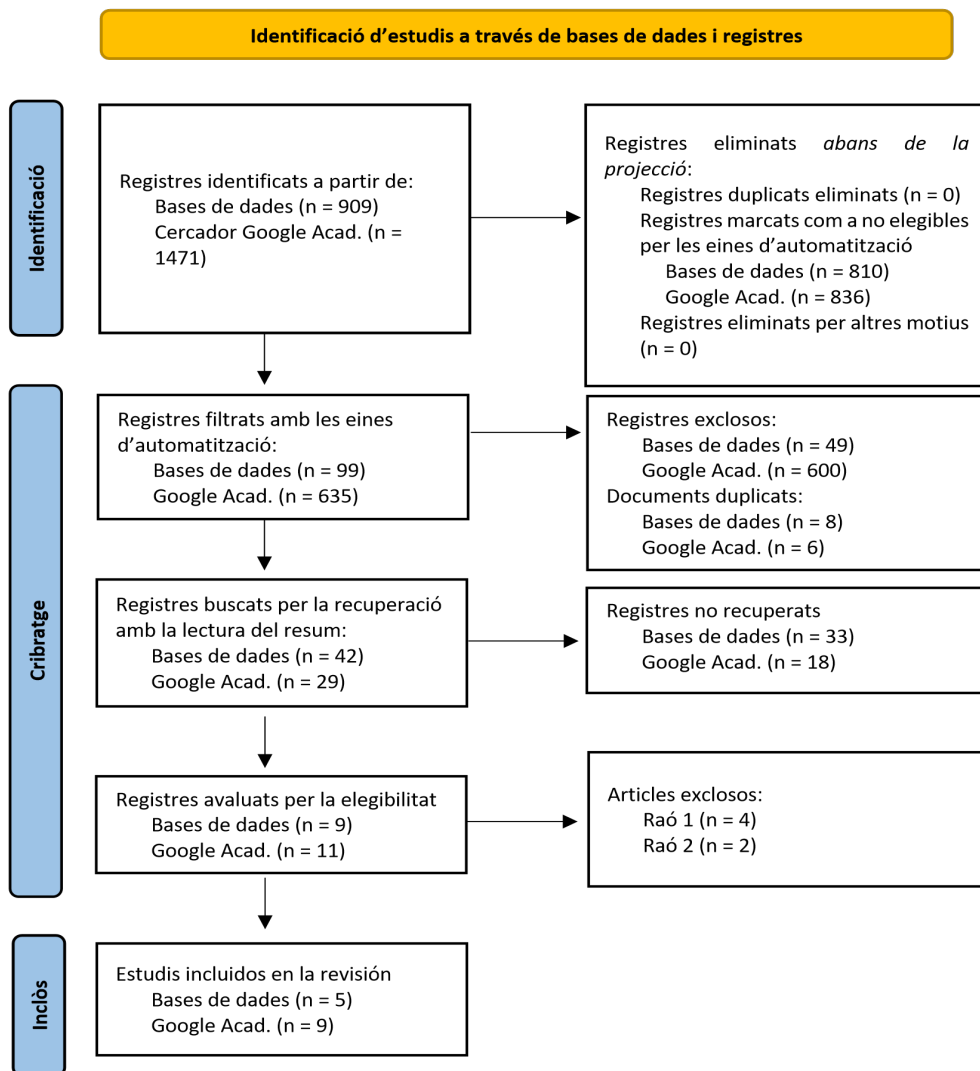 Identificació d’estudis a través de bases de dades i registres
Identificació
Registres identificats a partir de:
Bases de dades (n = 909)
Cercador Google Acad. (n =
1471)
Registres eliminats abans de la
projecció:
Registres duplicats eliminats (n = 0)
Registres marcats com a no elegibles
per les eines d’automatització
Bases de dades (n = 810)
Google Acad. (n = 836)
Registres eliminats per altres motius
(n = 0)
Cribratge
Registres filtrats amb les eines
d’automatització:
Bases de dades (n = 99)
Google Acad. (n = 635)
Registres exclosos:
Bases de dades (n = 49)
Google Acad. (n = 600)
Documents duplicats:
Bases de dades (n = 8)
Google Acad. (n = 6)
Registres buscats per la recuperació
amb la lectura del resum:
Bases de dades (n = 42)
Google Acad. (n = 29)
Registres no recuperats
Bases de dades (n = 33)
Google Acad. (n = 18)
Registres avaluats per la elegibilitat
Bases de dades (n = 9)
Google Acad. (n = 11)
Articles exclosos:
Raó 1 (n = 4)
Raó 2 (n = 2)
Inclòs
Estudis incluidos en la revisión
Bases de dades (n = 5)
Google Acad. (n = 9)